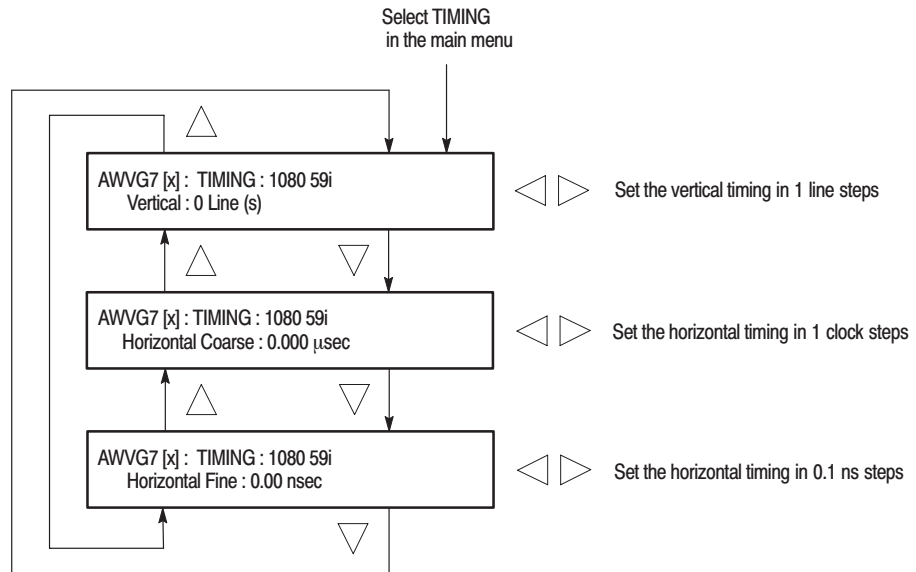 Select TIMING
in the main menu
AWVG7 [x] : TIMING : 1080 59i
Vertical : 0 Line (s)
Set the vertical timing in 1 line steps
AWVG7 [x] : TIMING : 1080 59i
Horizontal Coarse : 0.000 μsec
Set the horizontal timing in 1 clock steps
AWVG7 [x] : TIMING : 1080 59i
Horizontal Fine : 0.00 nsec
Set the horizontal timing in 0.1 ns steps